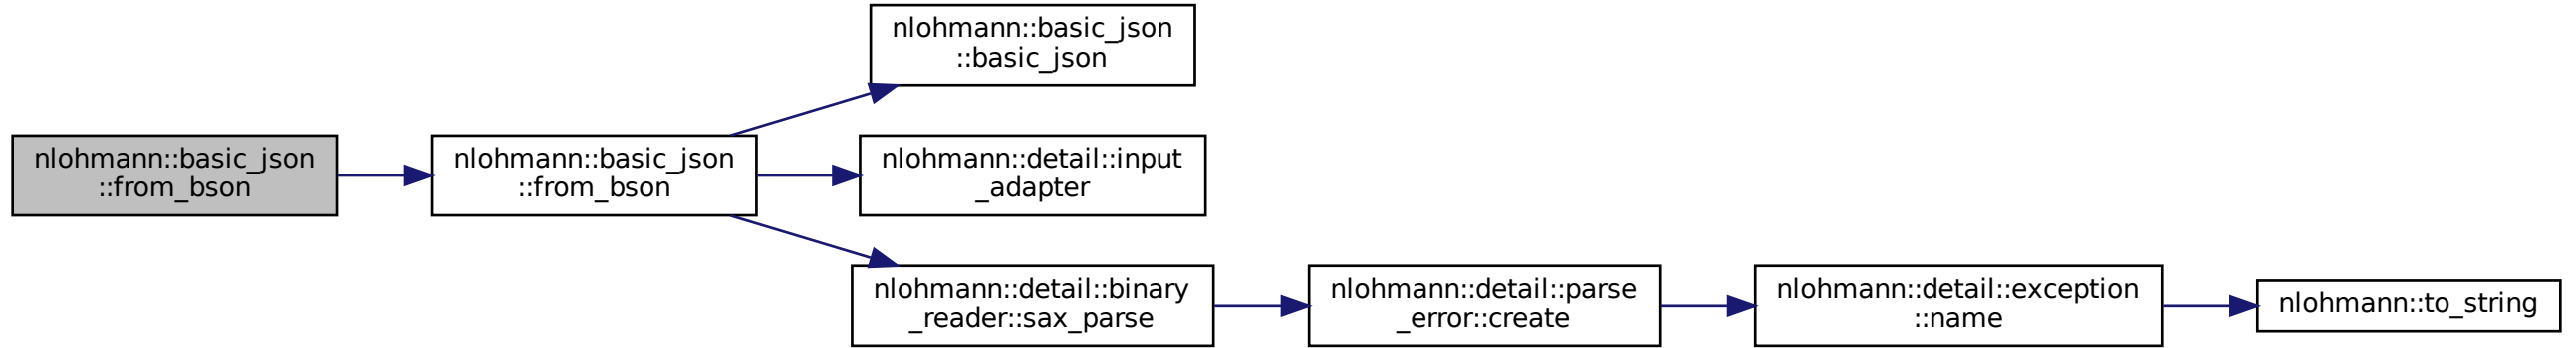 nlohmann::basic_json
::from_bson
nlohmann::basic_json
::from_bson
nlohmann::basic_json
::basic_json
nlohmann::detail::input
_adapter
nlohmann::detail::binary
_reader::sax_parse
nlohmann::detail::parse
_error::create
nlohmann::detail::exception
::name
nlohmann::to_string